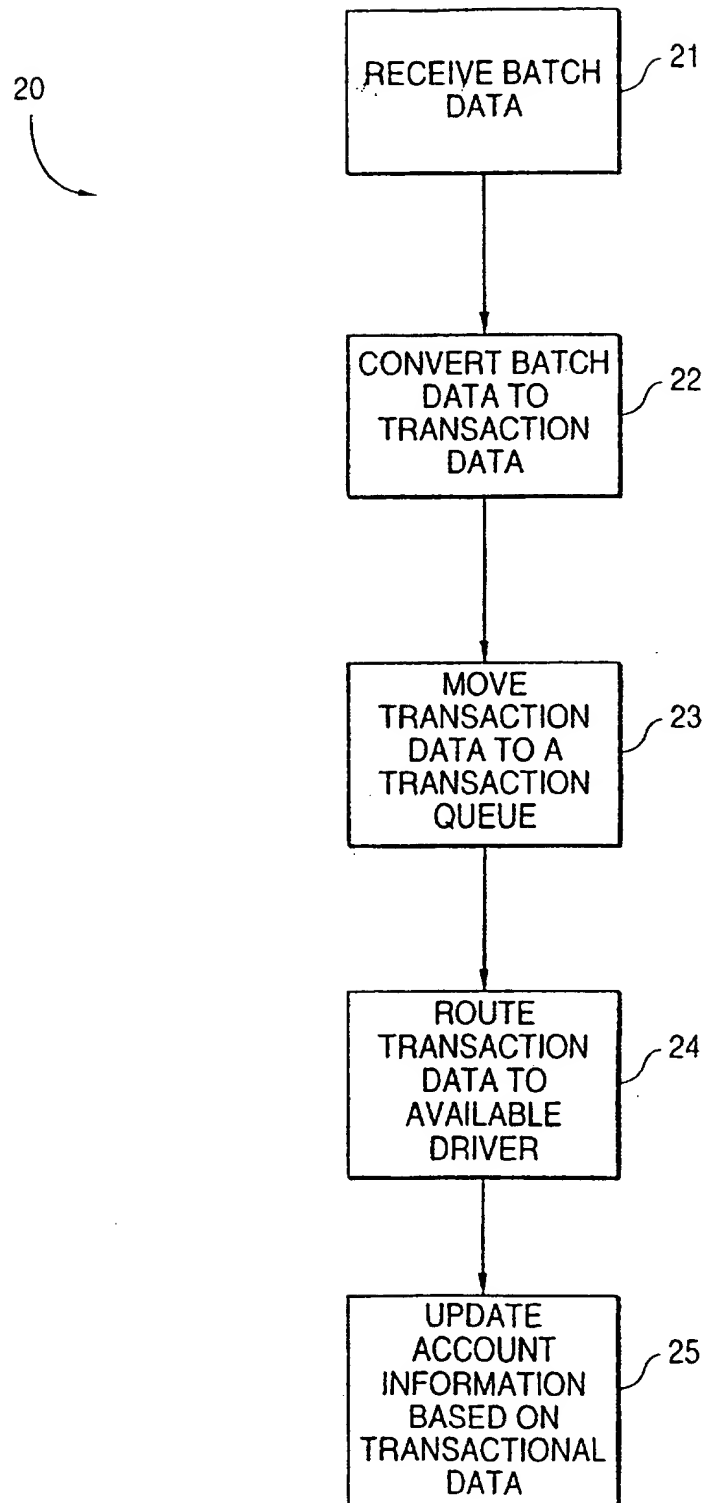 20
RECEIVE BATCH
DATA
21
CONVERT BATCH
DATA TO
TRANSACTION
DATA
22
MOVE
TRANSACTION
DATA TO A
TRANSACTION
QUEUE
23
ROUTE
TRANSACTION
DATA TO
AVAILABLE
DRIVER
24
UPDATE
ACCOUNT
INFORMATION
BASED ON
TRANSACTIONAL
DATA
25